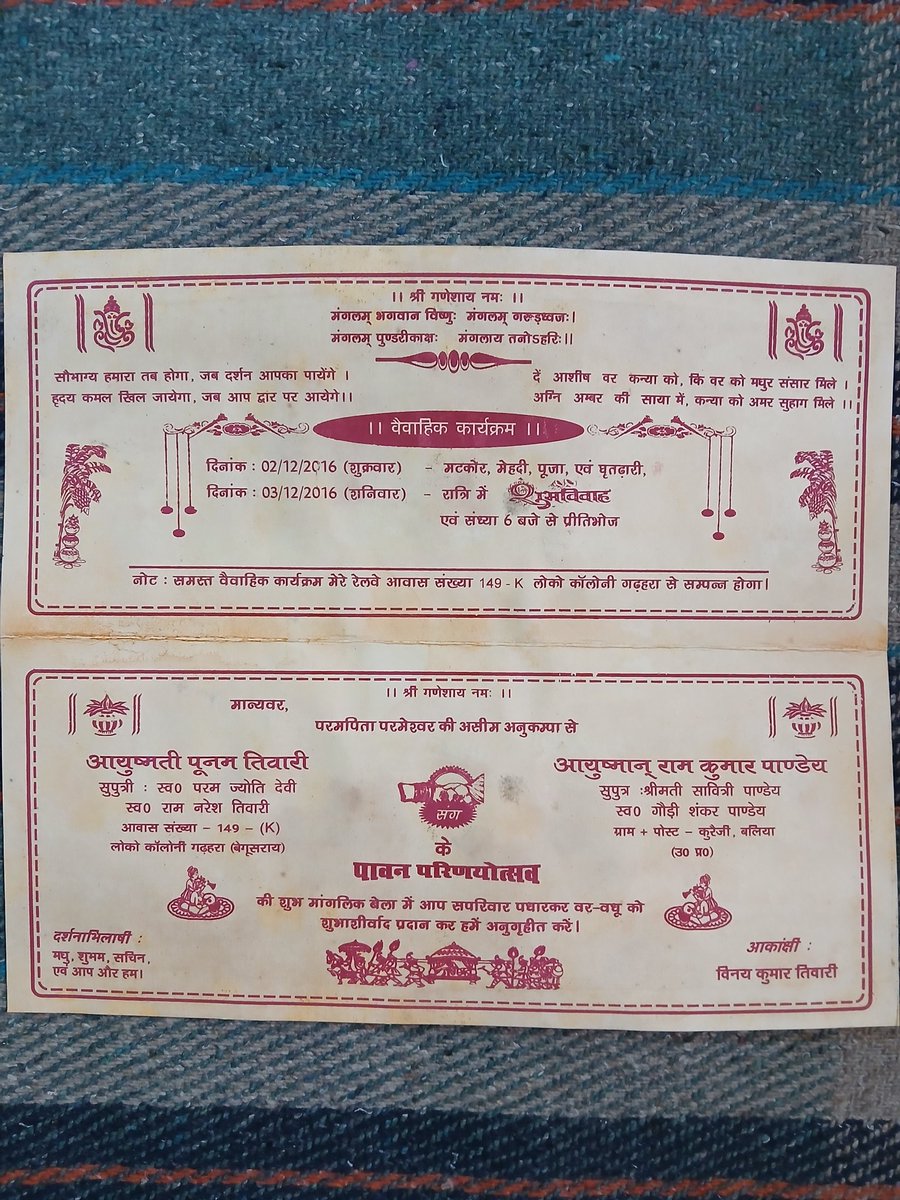 ।। श्री गणेशाय नमः ।।
मंगलम् भगवान विष्णुः मंगलम् गरूड़ध्वजः।
मंगलम् पुण्डरीकाक्षः मंगलाय तनोऽहरिः।।
सौभाग्य हमारा तब होगा, जब दर्शन आपका पायेंगे ।
हृदय कमल खिल जायेगा, जब आप द्वार पर आयेगे।।
दें आशीष वर कन्या को, कि वर को मधुर संसार मिले ।
अग्नि अम्बर की साया में, कन्या को अमर सुहाग मिले ।।
।। वैवाहिक कार्यक्रम ।।
दिनांक : 02/12/2016 (शुक्रवार) - मटकोर, मेहदी, पूजा, एवं घृतढ़ारी,
दिनांक : 03/12/2016 (शनिवार) - रात्रि में शुभविवाह
एवं संध्या 6 बजे से प्रीतिभोज
नोट : समस्त वैवाहिक कार्यक्रम मेरे रेलवे आवास संख्या 149 - K लोको कॉलोनी गढ़हरा से सम्पन्न होगा।
।। श्री गणेशाय नमः ।।
मान्यवर,
परमपिता परमेश्वर की असीम अनुकम्पा से
आयुष्मती पूनम तिवारी
सुपुत्री : स्व0 परम ज्योति देवी
स्व0 राम नरेश तिवारी
आवास संख्या - 149 - (K)
लोको कॉलोनी गढ़हरा (बेगूसराय)
संग
आयुष्मान् राम कुमार पाण्डेय
सुपुत्र :श्रीमती सावित्री पाण्डेय
स्व0 गौड़ी शंकर पाण्डेय
ग्राम + पोस्ट - कुरेजी, बलिया
(उ0 प्र0)
के
पावन परिणयोत्सव
की शुभ मांगलिक बेला में आप सपरिवार पधारकर वर-वधू को
शुभाशीर्वाद प्रदान कर हमें अनुगृहीत करें।
दर्शनाभिलाषी :
मधु, शुभम, सचिन,
एवं आप और हम।
आकांक्षी :
विनय कुमार तिवारी